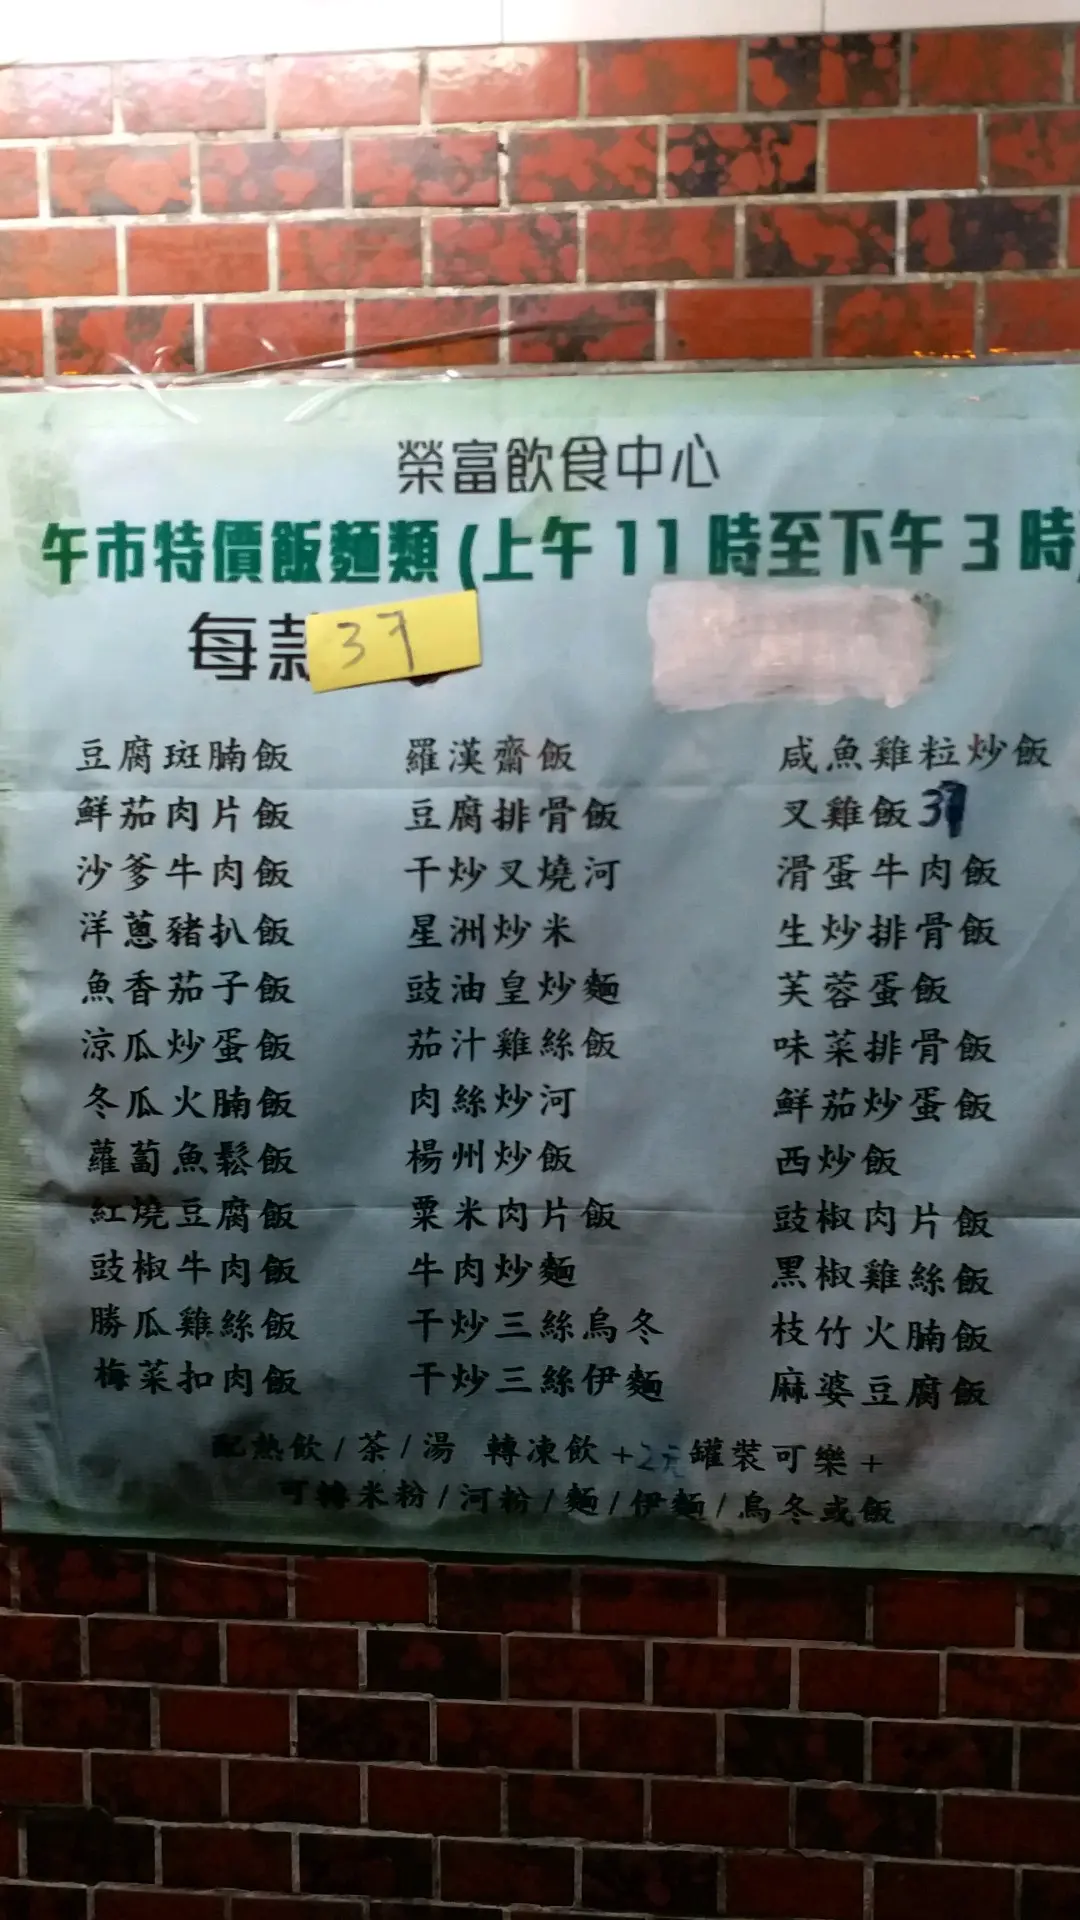 榮富飲食中心
午市特價飯麵類(上午11時至下午3時)
每款 37
豆腐斑腩飯 羅漢齋飯 咸魚雞粒炒飯
鮮茄肉片飯 豆腐排骨飯 叉雞飯 37
沙爹牛肉飯 干炒叉燒河 滑蛋牛肉飯
洋蔥豬扒飯 星洲炒米 生炒排骨飯
魚香茄子飯 豉油皇炒麵 芙蓉蛋飯
涼瓜炒蛋飯 茄汁雞絲飯 味菜排骨飯
冬瓜火腩飯 肉絲炒河 鮮茄炒蛋飯
蘿蔔魚鬆飯 楊州炒飯 西炒飯
紅燒豆腐飯 粟米肉片飯 豉椒肉片飯
豉椒牛肉飯 牛肉炒麵 黑椒雞絲飯
勝瓜雞絲飯 干炒三絲烏冬 枝竹火腩飯
梅菜扣肉飯 干炒三絲伊麵 麻婆豆腐飯
配熱飲/茶/湯 轉凍飲+2元 罐裝可樂+
可轉米粉/河粉/麵/伊麵/烏冬或飯